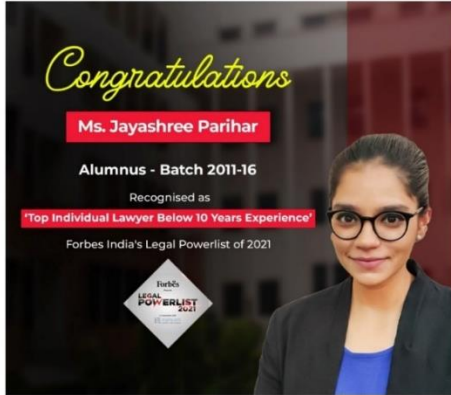 Congratulations
Ms. Jayashree Parihar
Alumnus - Batch 2011-16
Recognised as
'Top Individual Lawyer Below 10 Years Experience'
Forbes India's Legal Powerlist of 2021
Forbes
LEGAL
POWERLIST
2021